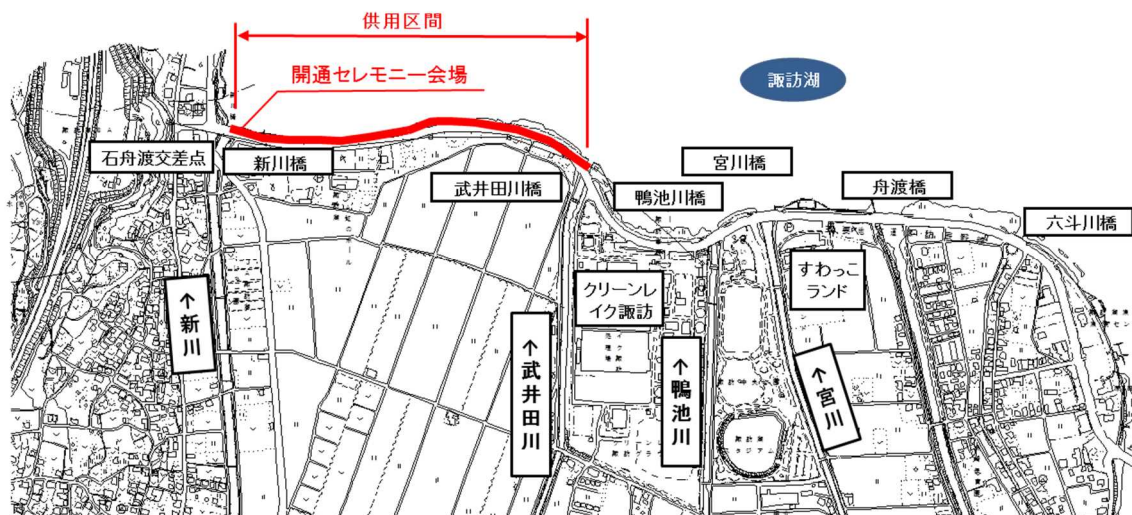 供用区間
開通セレモニー会場
諏訪湖
石舟渡交差点
新川橋
武井田川橋
鴨池川橋
宮川橋
舟渡橋
六斗川橋
クリーンレ
イク諏訪
すわっこ
ランド
↑新川
↑武井田川
↑鴨池川
↑宮川